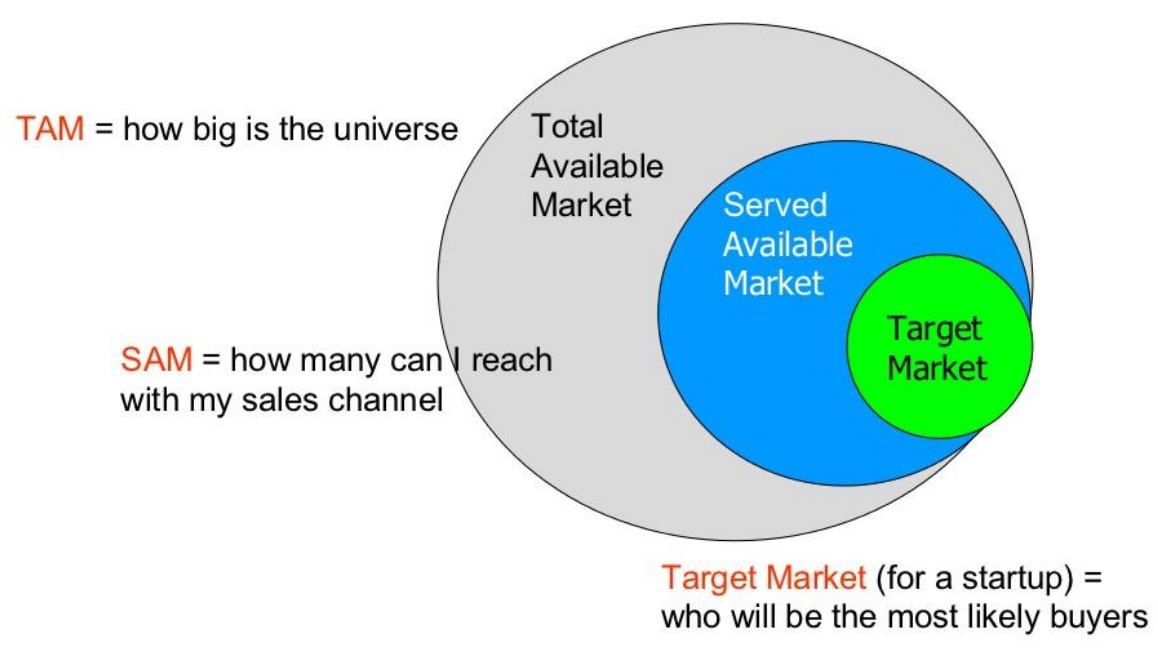 TAM = how big is the universe
Total
Available
Market
Served
Available
Market
Target
Market
SAM = how many can I reach
with my sales channel
Target Market (for a startup) =
who will be the most likely buyers